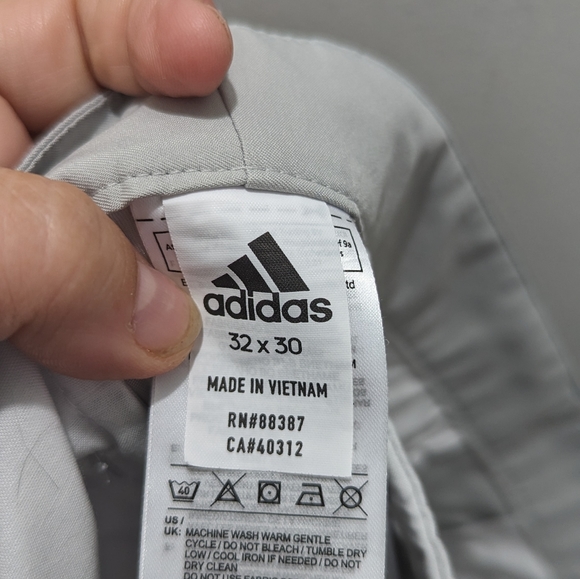 adidas
32 x 30
MADE IN VIETNAM
RN#88387
CA#40312
40
US /
UK: MACHINE WASH WARM GENTLE
CYCLE / DO NOT BLEACH / TUMBLE DRY
LOW / COOL IRON IF NEEDED / DO NOT
DRY CLEAN